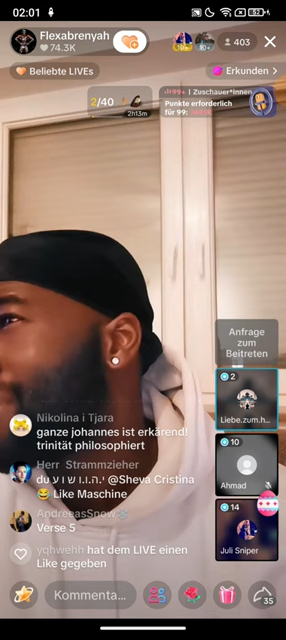 02:01
Flexabrenyah
74.3K
403
Beliebte LIVEs
Erkunden >
2/40
2h13m
| Zuschauer*innen
Punkte erforderlich
für 99:
Anfrage
zum
Beitreten
2
Liebe.zum.h...
10
Ahmad
14
Juli Sniper
Nikolina i Tjara
ganze johannes ist erkärend!
trinität philosophiert
Herr Strammzieher
@Sheva Cristina
😂 Like Maschine
AndreeasSnow
Verse 5
yqhwehh hat dem LIVE einen
Like gegeben
Kommenta...
35